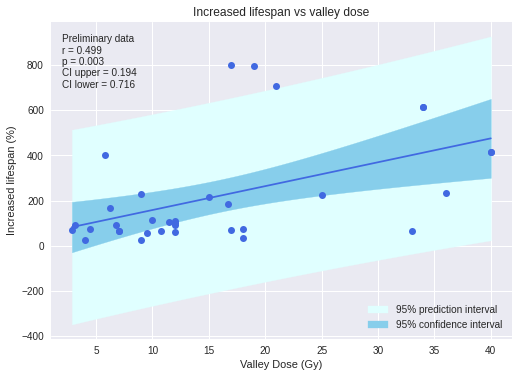 Increased lifespan vs valley dose
Preliminary data
r = 0.499
p = 0.003
CI upper = 0.194
CI lower = 0.716
800
600
400
200
0
−200
−400
Increased lifespan (%)
95% prediction interval
95% confidence interval
5 10 15 20 25 30 35 40
Valley Dose (Gy)